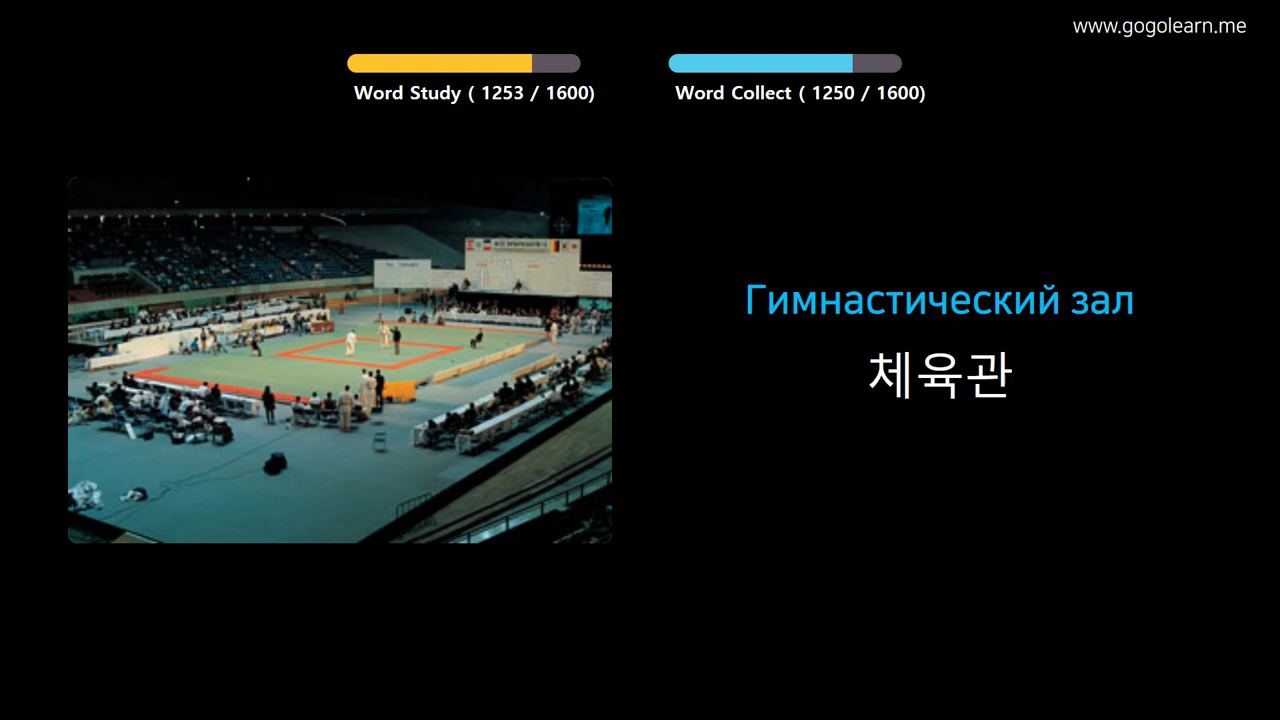 www.gogolearn.me
Word Study ( 1253 / 1600)
Word Collect ( 1250 / 1600)
Гимнастический зал
체육관